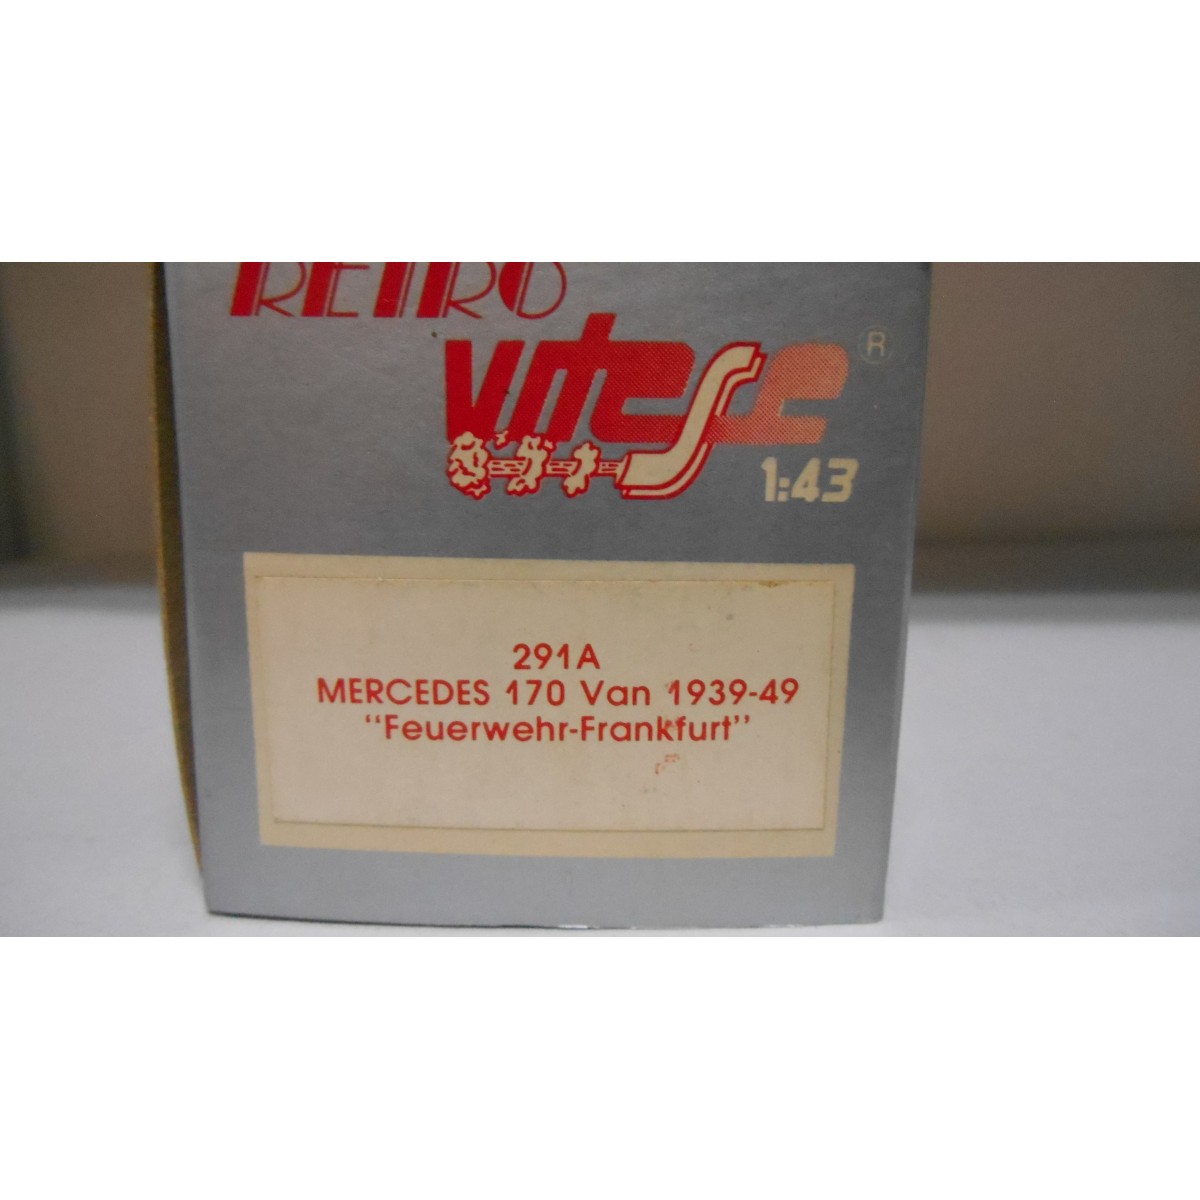 RETRO
Vitesse ®
1:43
291A
MERCEDES 170 Van 1939-49
“Feuerwehr-Frankfurt”